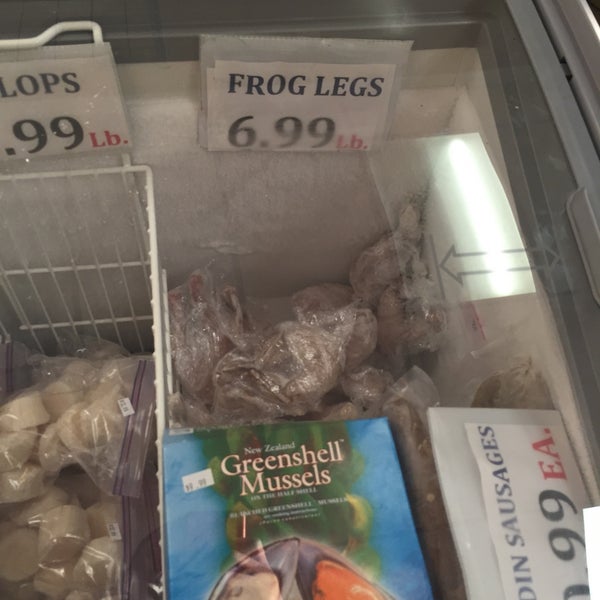 LOPS
.99 Lb.
FROG LEGS
6.99 Lb.
New Zealand
Greenshell™
Mussels
ON THE HALF SHELL
DIN SAUSAGES
.99 EA.